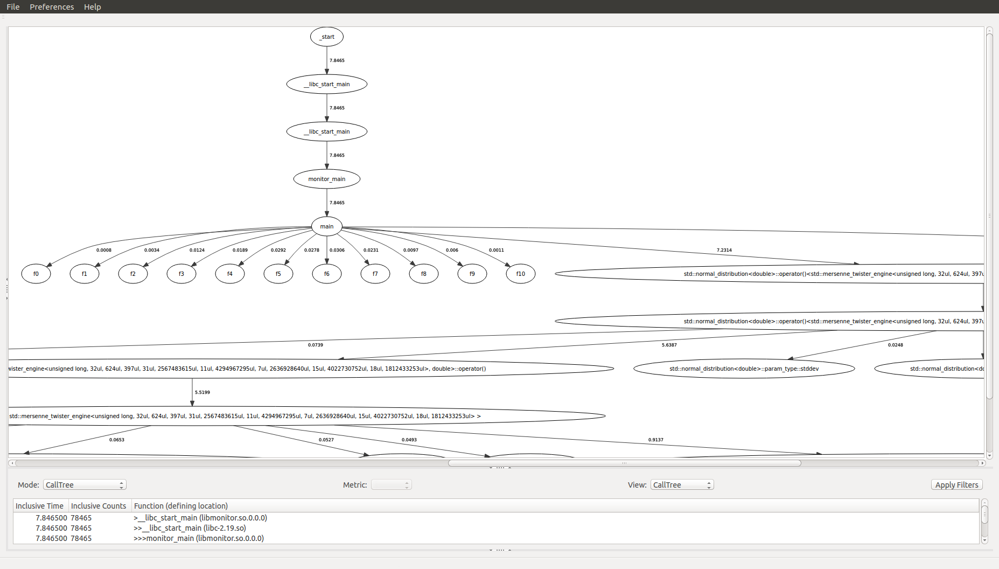 File Preferences Help
_start
7.8465
__libc_start_main
7.8465
__libc_start_main
7.8465
monitor_main
7.8465
main
0.0008 0.0034 0.0124 0.0189 0.0292 0.0278 0.0306 0.0231 0.0097 0.006 0.0011 7.2314
f0 f1 f2 f3 f4 f5 f6 f7 f8 f9 f10 std::normal_distribution<double>::operator()<std::mersenne_twister_engine<unsigned long, 32ul, 624ul, 397u
std::normal_distribution<double>::operator()<std::mersenne_twister_engine<unsigned long, 32ul, 624ul, 397u
0.0739 5.6387 0.0248
wister_engine<unsigned long, 32ul, 624ul, 397ul, 31ul, 2567483615ul, 11ul, 4294967295ul, 7ul, 2636928640ul, 15ul, 4022730752ul, 18ul, 1812433253ul>, double>::operator() std::normal_distribution<double>::param_type::stddev std::normal_distribution<do
5.5199
std::mersenne_twister_engine<unsigned long, 32ul, 624ul, 397ul, 31ul, 2567483615ul, 11ul, 4294967295ul, 7ul, 2636928640ul, 15ul, 4022730752ul, 18ul, 1812433253ul> >
0.0653 0.0527 0.0493 0.9137
Mode: CallTree Metric: View: CallTree Apply Filters
Inclusive Time Inclusive Counts Function (defining location)
7.846500 78465 >__libc_start_main (libmonitor.so.0.0.0)
7.846500 78465 >>__libc_start_main (libc-2.19.so)
7.846500 78465 >>>monitor_main (libmonitor.so.0.0.0)